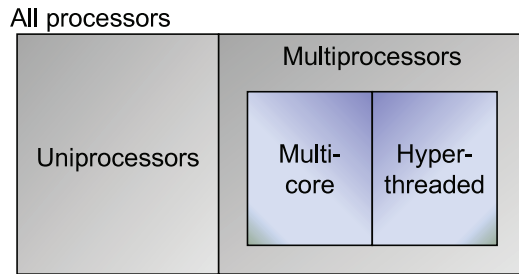 All processors
Uniprocessors
Multiprocessors
Multi-
core
Hyper-
threaded